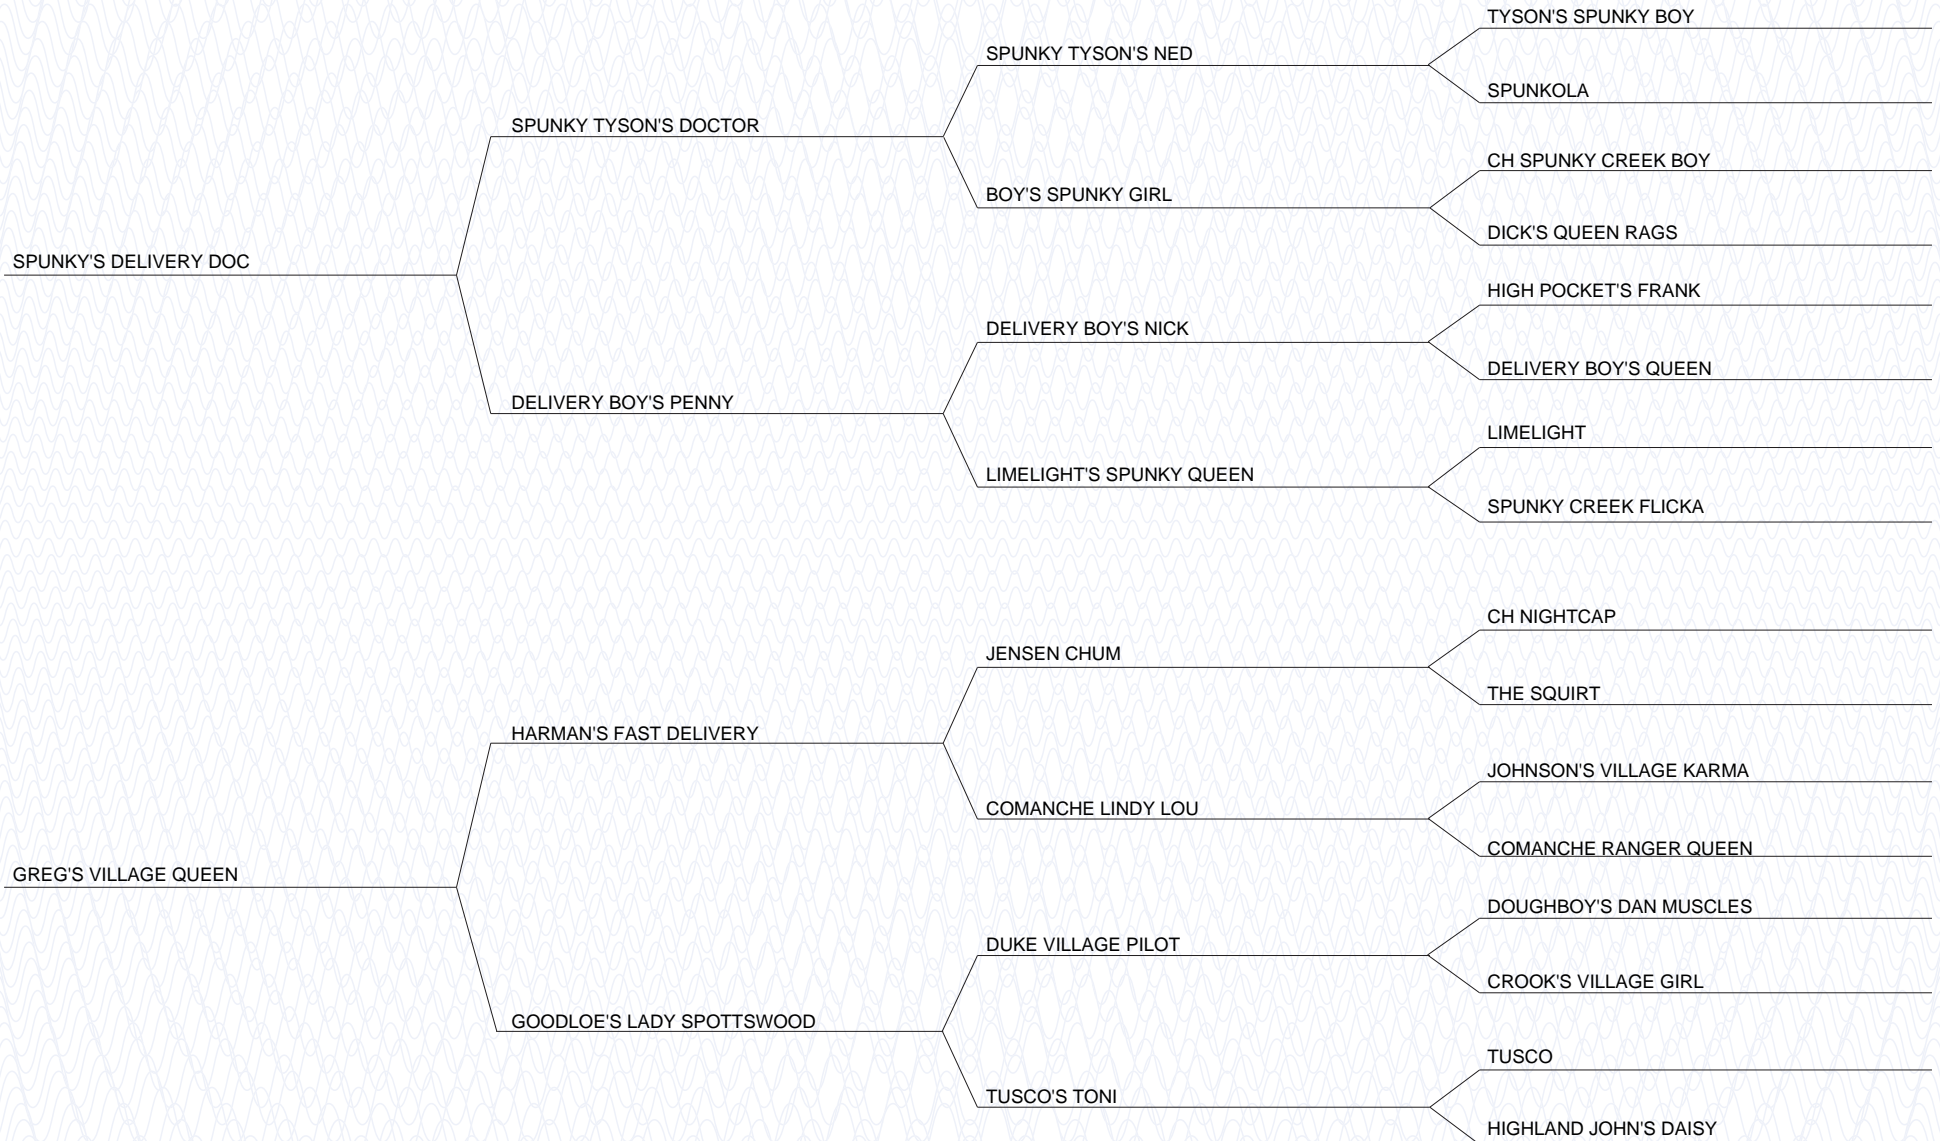 TYSON'S SPUNKY BOY
SPUNKY TYSON'S NED
SPUNKOLA
SPUNKY TYSON'S DOCTOR
CH SPUNKY CREEK BOY
BOY'S SPUNKY GIRL
DICK'S QUEEN RAGS
SPUNKY'S DELIVERY DOC
HIGH POCKET'S FRANK
DELIVERY BOY'S NICK
DELIVERY BOY'S QUEEN
DELIVERY BOY'S PENNY
LIMELIGHT
LIMELIGHT'S SPUNKY QUEEN
SPUNKY CREEK FLICKA
CH NIGHTCAP
JENSEN CHUM
THE SQUIRT
HARMAN'S FAST DELIVERY
JOHNSON'S VILLAGE KARMA
COMANCHE LINDY LOU
COMANCHE RANGER QUEEN
GREG'S VILLAGE QUEEN
DOUGHBOY'S DAN MUSCLES
DUKE VILLAGE PILOT
CROOK'S VILLAGE GIRL
GOODLOE'S LADY SPOTTSWOOD
TUSCO
TUSCO'S TONI
HIGHLAND JOHN'S DAISY